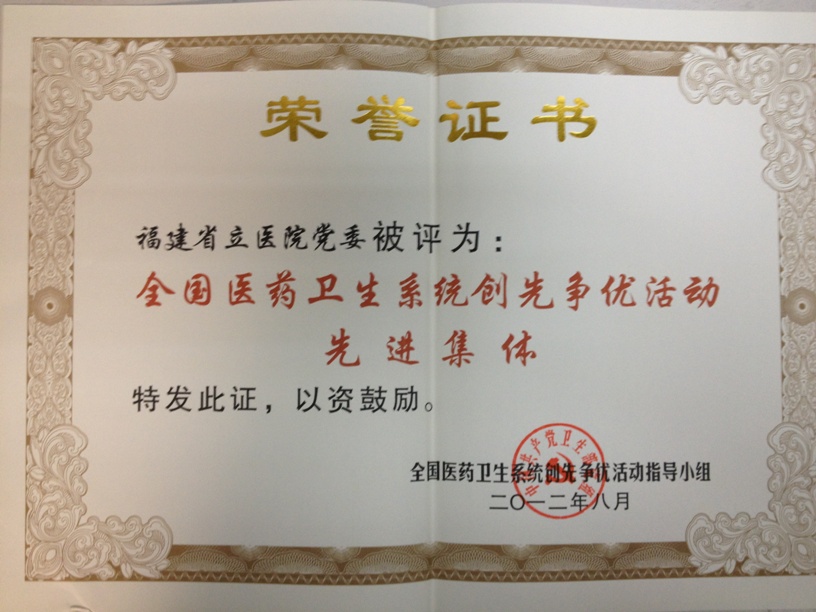 荣誉证书
福建省立医院党委被评为：
全国医药卫生系统创先争优活动
先进集体
特发此证，以资鼓励。
全国医药卫生系统创先争优活动指导小组
二〇一二年八月